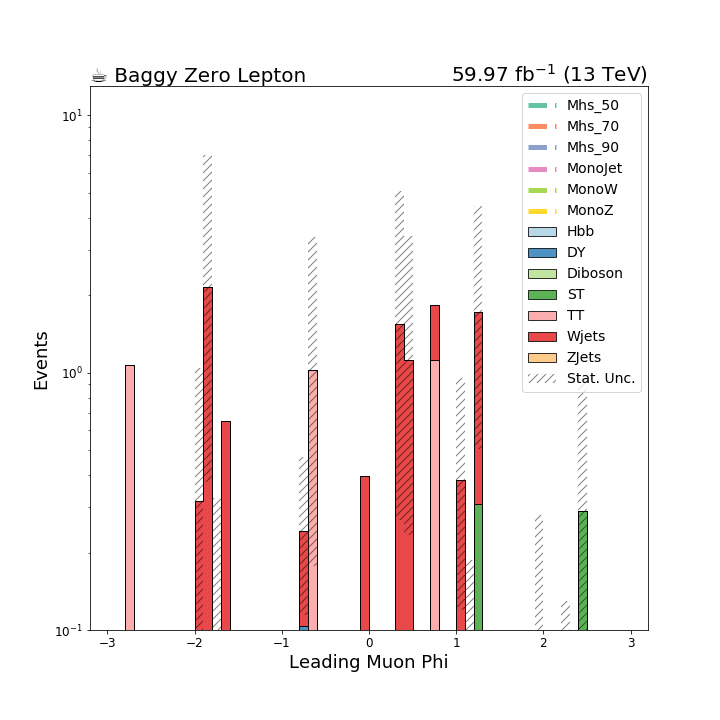 ☕ Baggy Zero Lepton
59.97 fb⁻¹ (13 TeV)
Mhs_50
Mhs_70
Mhs_90
MonoJet
MonoW
MonoZ
Hbb
DY
Diboson
ST
TT
Wjets
ZJets
Stat. Unc.
Events
10¹
10⁰
10⁻¹
−3 −2 −1 0 1 2 3
Leading Muon Phi